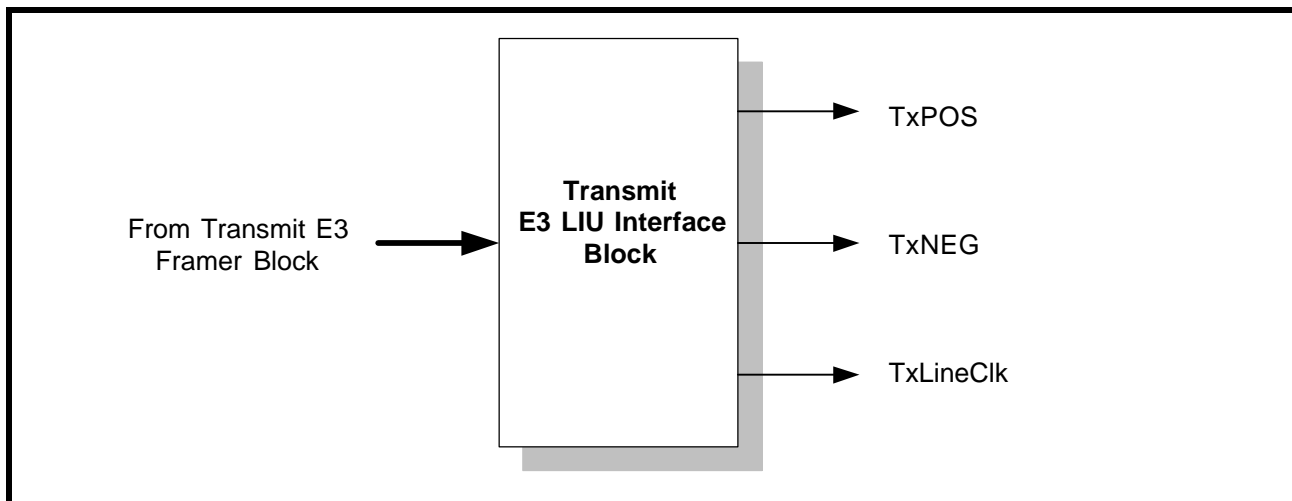 From Transmit E3
Framer Block
Transmit
E3 LIU Interface
Block
TxPOS
TxNEG
TxLineClk